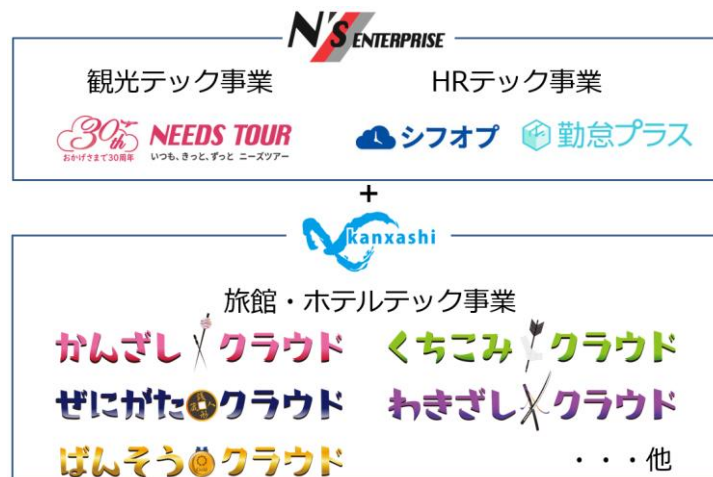 N'S ENTERPRISE
観光テック事業
HRテック事業
30th
おかげさまで30周年
NEEDS TOUR
いつも、きっと、ずっと ニーズツアー
シフオプ
勤怠プラス
+
kanxashi
旅館・ホテルテック事業
かんざしクラウド
くちこみクラウド
ぜにがたクラウド
わきざしクラウド
ばんそうクラウド
・・・他